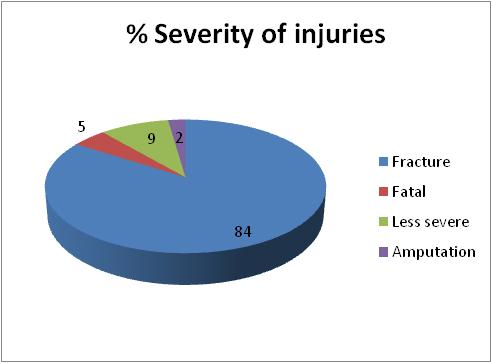 % Severity of injuries
5
9
2
84
Fracture
Fatal
Less severe
Amputation